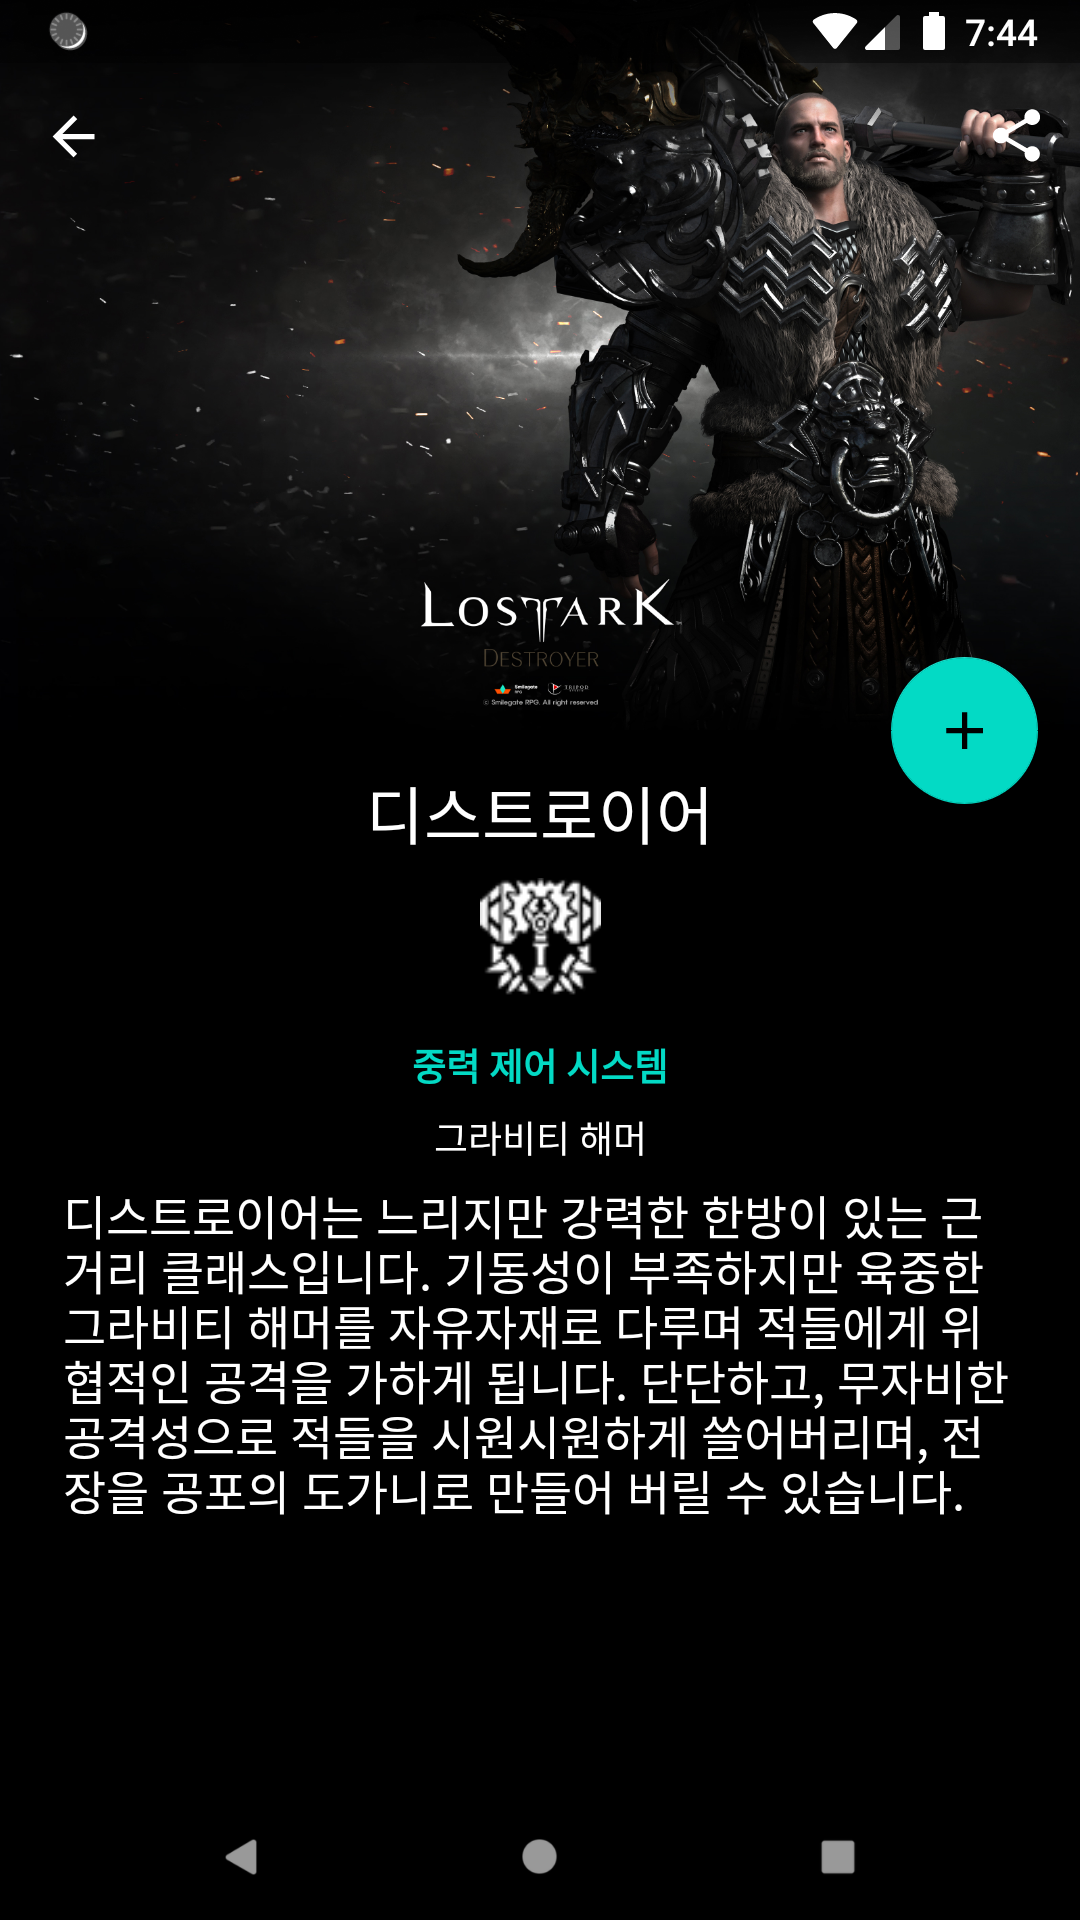 7:44
LOSTARK
DESTROYER
Smilegate RPG TRIPOD
© Smilegate RPG. All right reserved
디스트로이어
중력 제어 시스템
그라비티 해머
디스트로이어는 느리지만 강력한 한방이 있는 근
거리 클래스입니다. 기동성이 부족하지만 육중한
그라비티 해머를 자유자재로 다루며 적들에게 위
협적인 공격을 가하게 됩니다. 단단하고, 무자비한
공격성으로 적들을 시원시원하게 쓸어버리며, 전
장을 공포의 도가니로 만들어 버릴 수 있습니다.